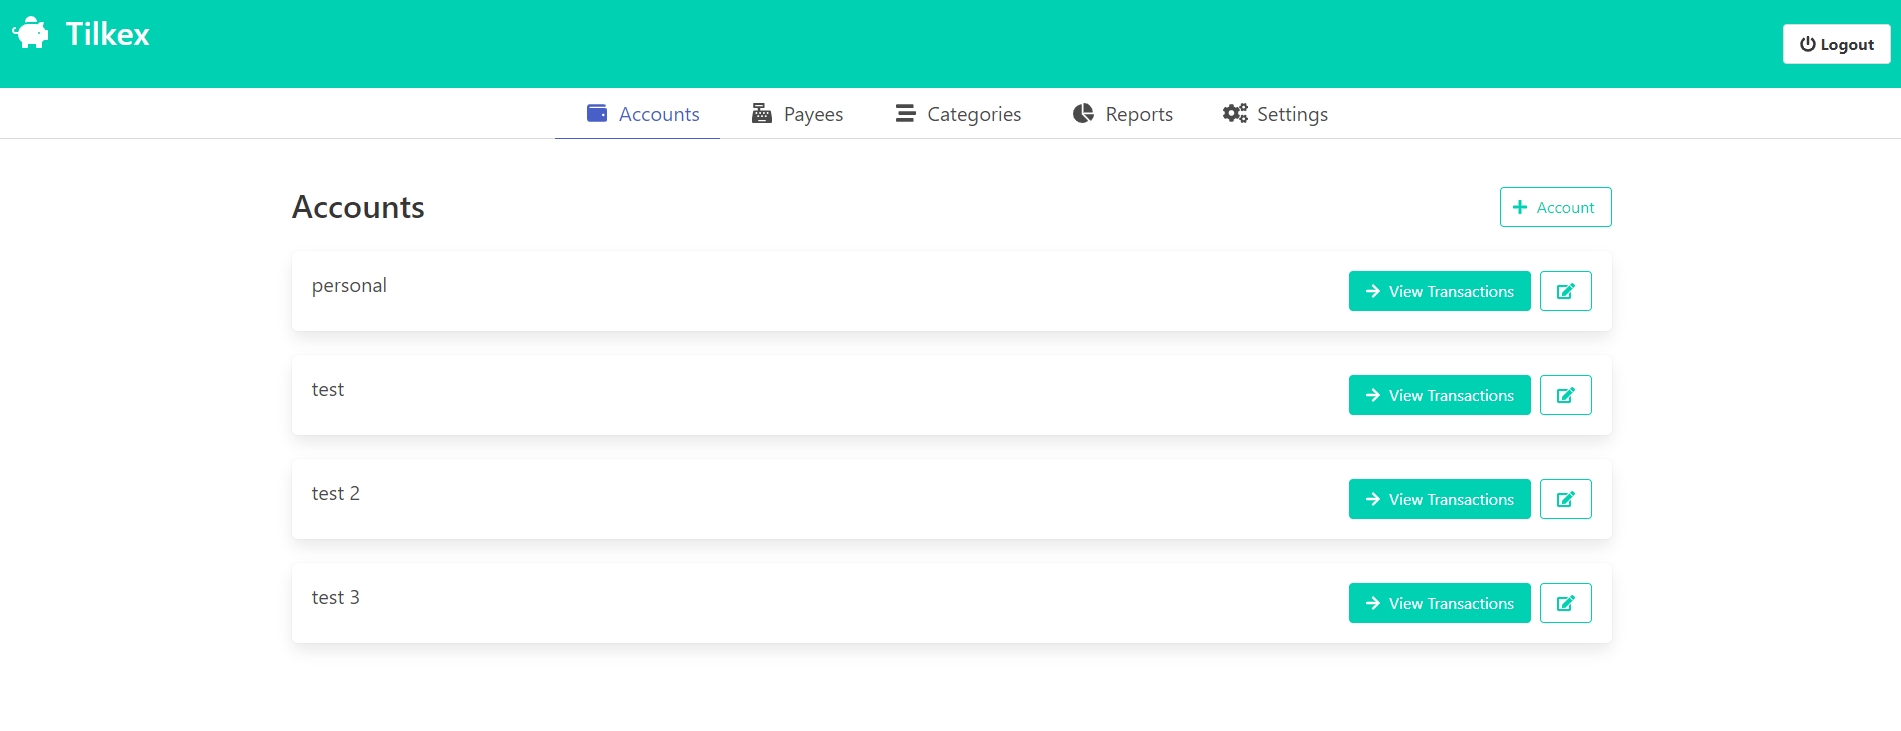 Tilkex
Logout
Accounts Payees Categories Reports Settings
Accounts
Account
personal
View Transactions
test
View Transactions
test 2
View Transactions
test 3
View Transactions